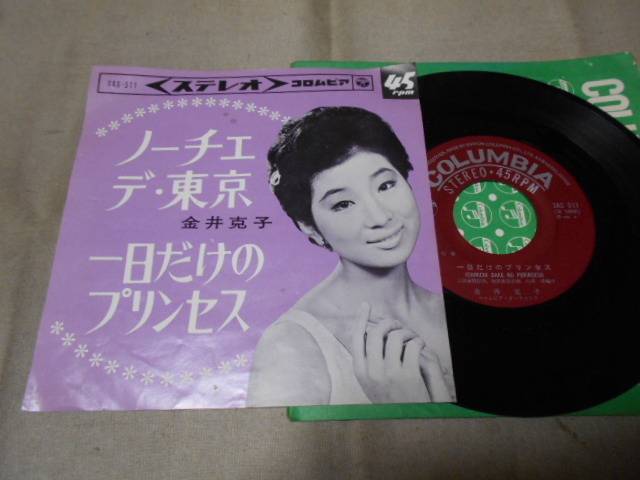 SAS-311
<ステレオ>
コロムビア
45
rpm
ノーチェ
デ・東京
金井克子
一日だけの
プリンセス
COL
COLUMBIA
STEREO・45RPM
SAS 311
一日だけのプリンセス
ICHINICHI DAKE NO PRINCESS
金井克子